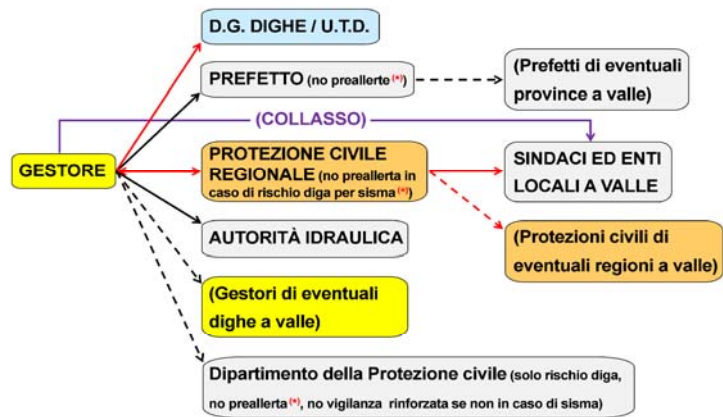 D.G. DIGHE / U.T.D.
PREFETTO (no preallerte(*))
(Prefetti di eventuali
province a valle)
(COLLASSO)
GESTORE
PROTEZIONE CIVILE
REGIONALE (no preallerta in
caso di rischio diga per sisma(*))
SINDACI ED ENTI
LOCALI A VALLE
AUTORITÀ IDRAULICA
(Protezioni civili di
eventuali regioni a valle)
(Gestori di eventuali
dighe a valle)
Dipartimento della Protezione civile (solo rischio diga,
no preallerta(*), no vigilanza rinforzata se non in caso di sisma)